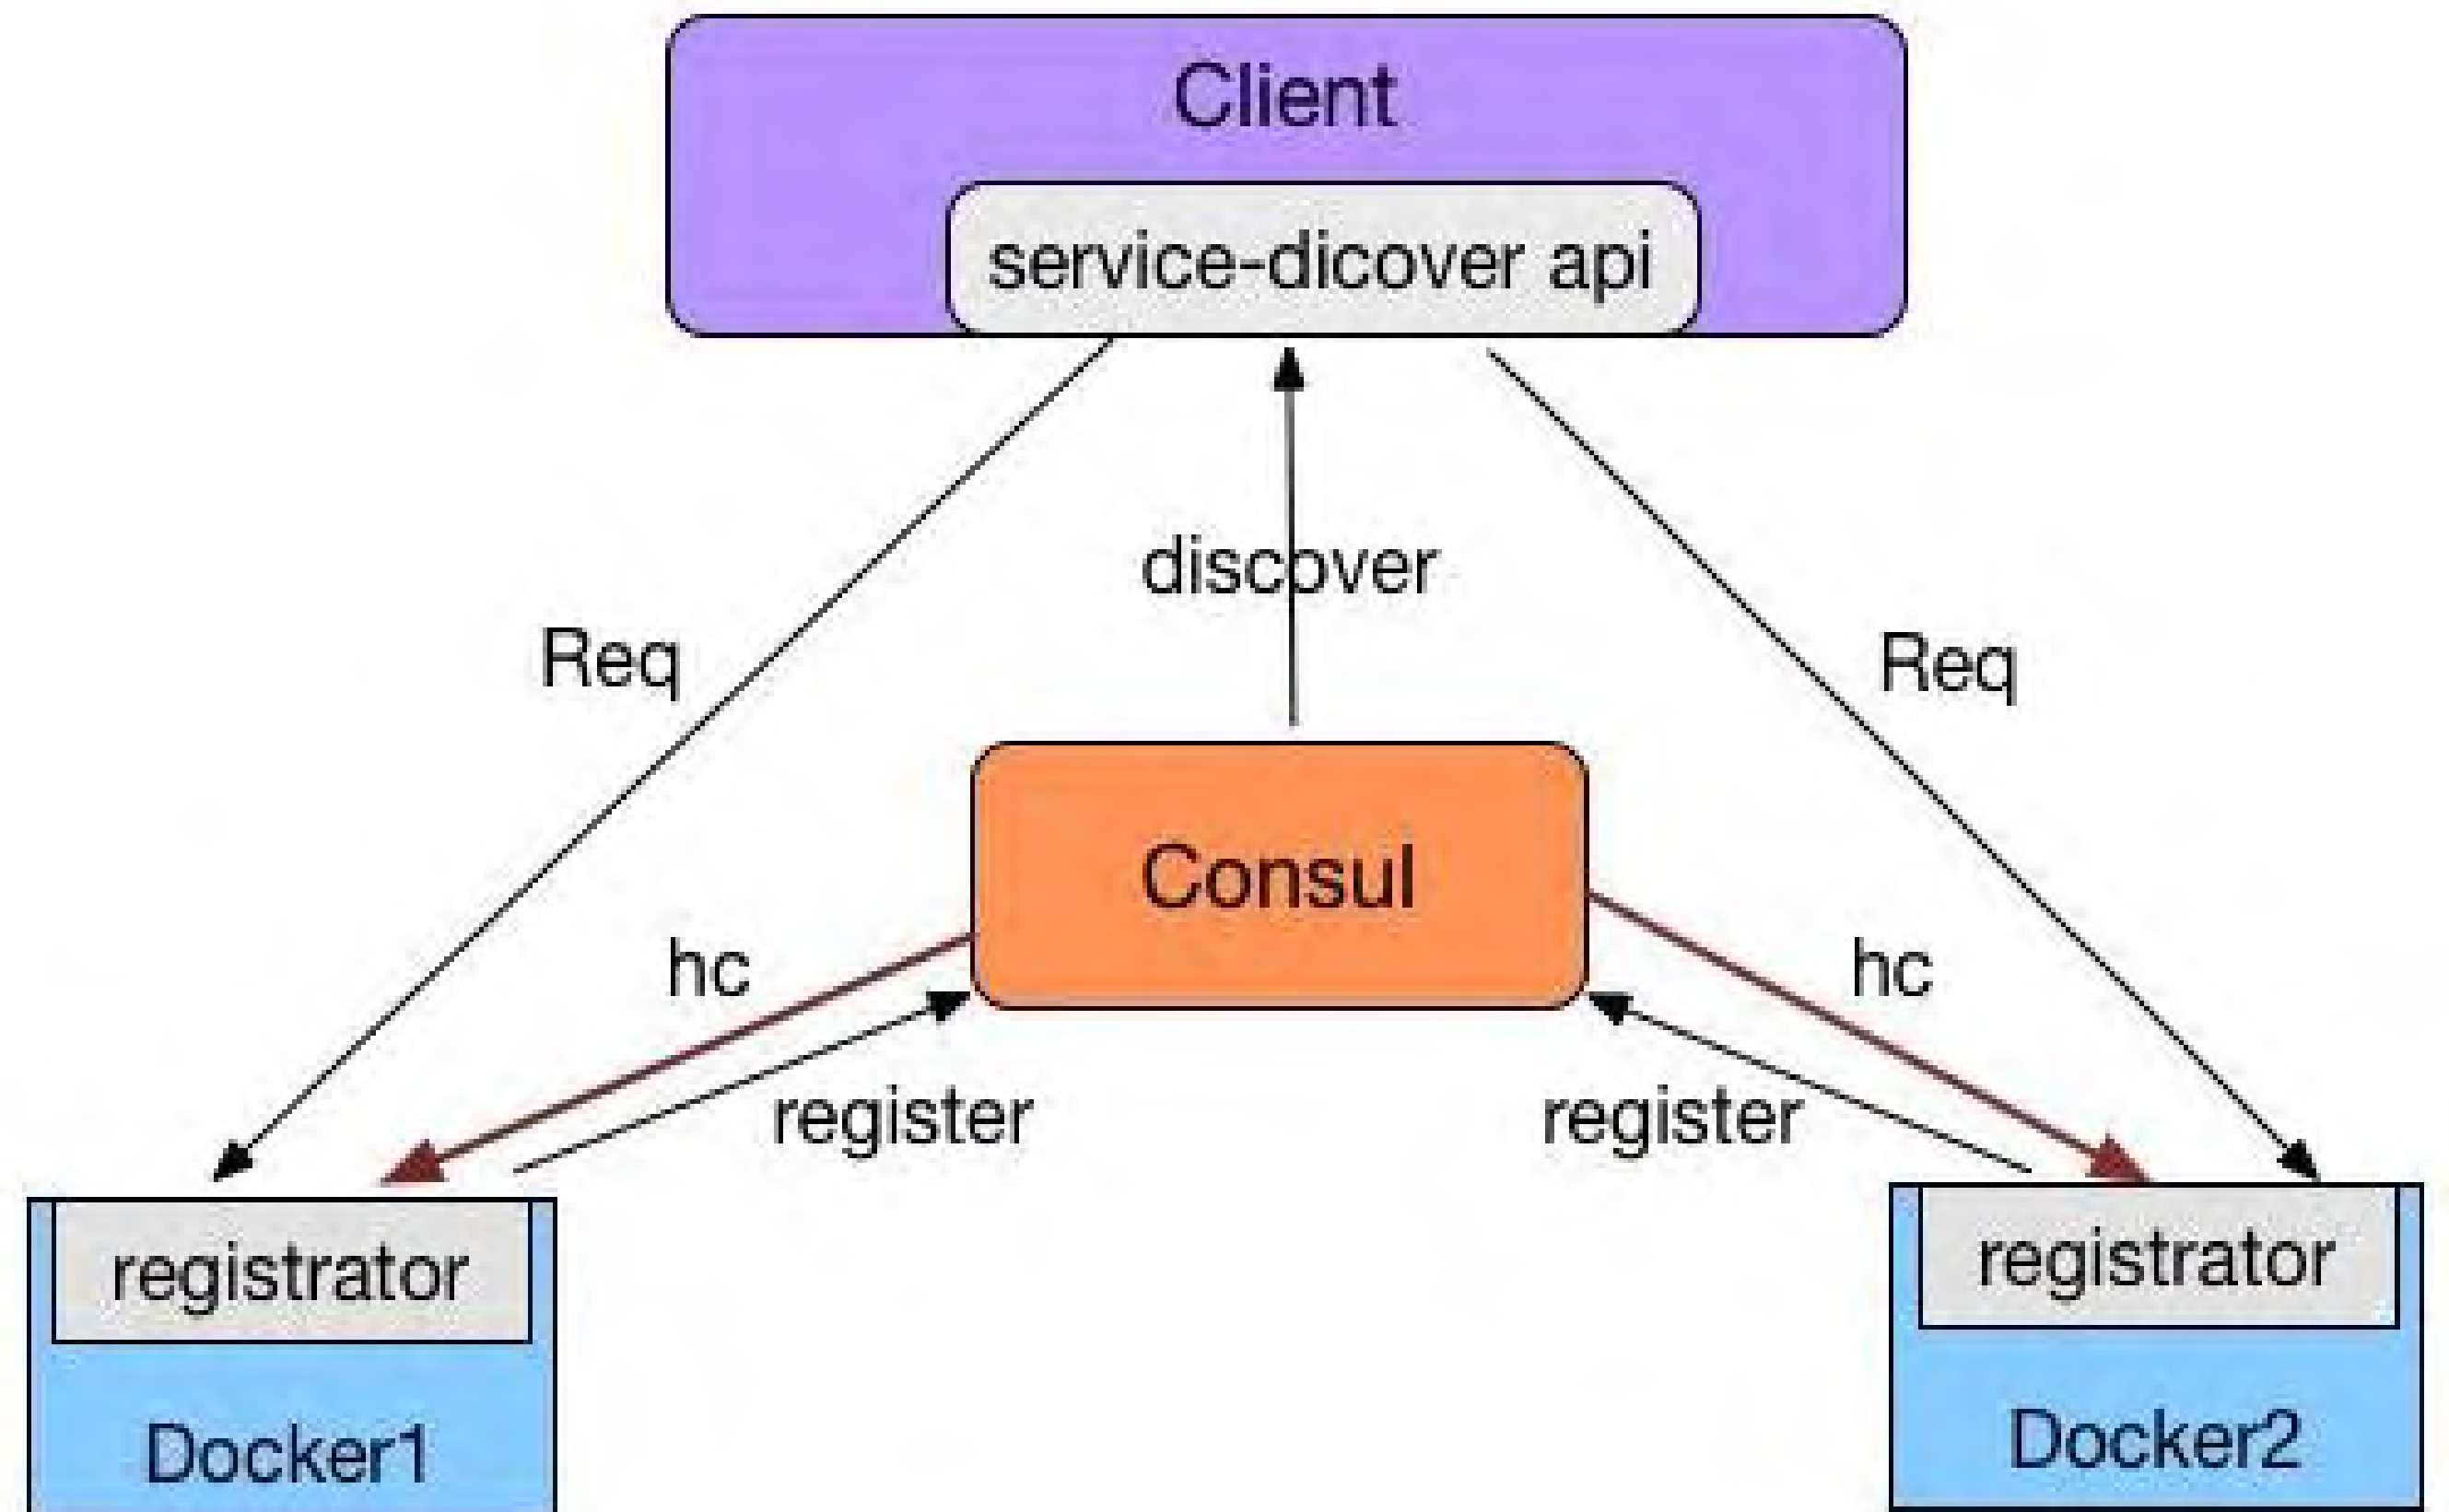 Client
service-dicover api
discover
Req
Req
Consul
hc
hc
register
register
registrator
registrator
Docker1
Docker2